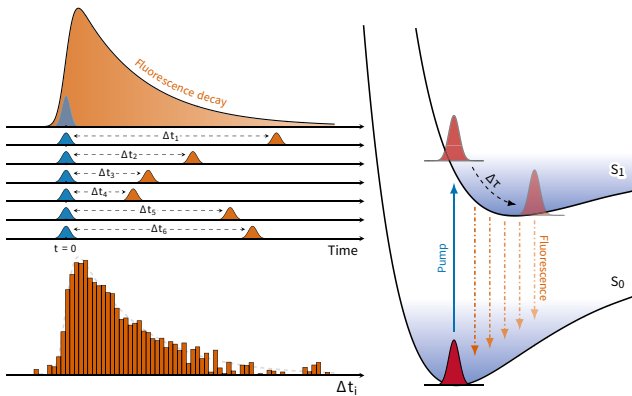 Fluorescence decay
Δt₁
Δt₂
Δt₃
Δt₄
Δt₅
Δt₆
t = 0
Time
Δtᵢ
Δτ
S₁
Pump
Fluorescence
S₀